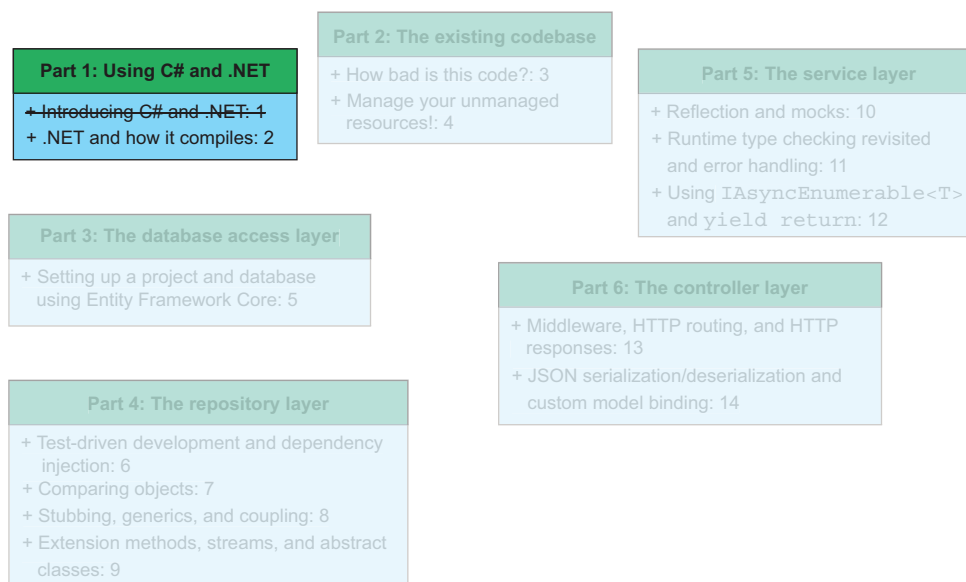 Part 1: Using C# and .NET
+ Introducing C# and .NET: 1
+ .NET and how it compiles: 2
Part 2: The existing codebase
+ How bad is this code?: 3
+ Manage your unmanaged
resources!: 4
Part 5: The service layer
+ Reflection and mocks: 10
+ Runtime type checking revisited
and error handling: 11
+ Using IAsyncEnumerable<T>
and yield return: 12
Part 3: The database access layer
+ Setting up a project and database
using Entity Framework Core: 5
Part 6: The controller layer
+ Middleware, HTTP routing, and HTTP
responses: 13
+ JSON serialization/deserialization and
custom model binding: 14
Part 4: The repository layer
+ Test-driven development and dependency
injection: 6
+ Comparing objects: 7
+ Stubbing, generics, and coupling: 8
+ Extension methods, streams, and abstract
classes: 9